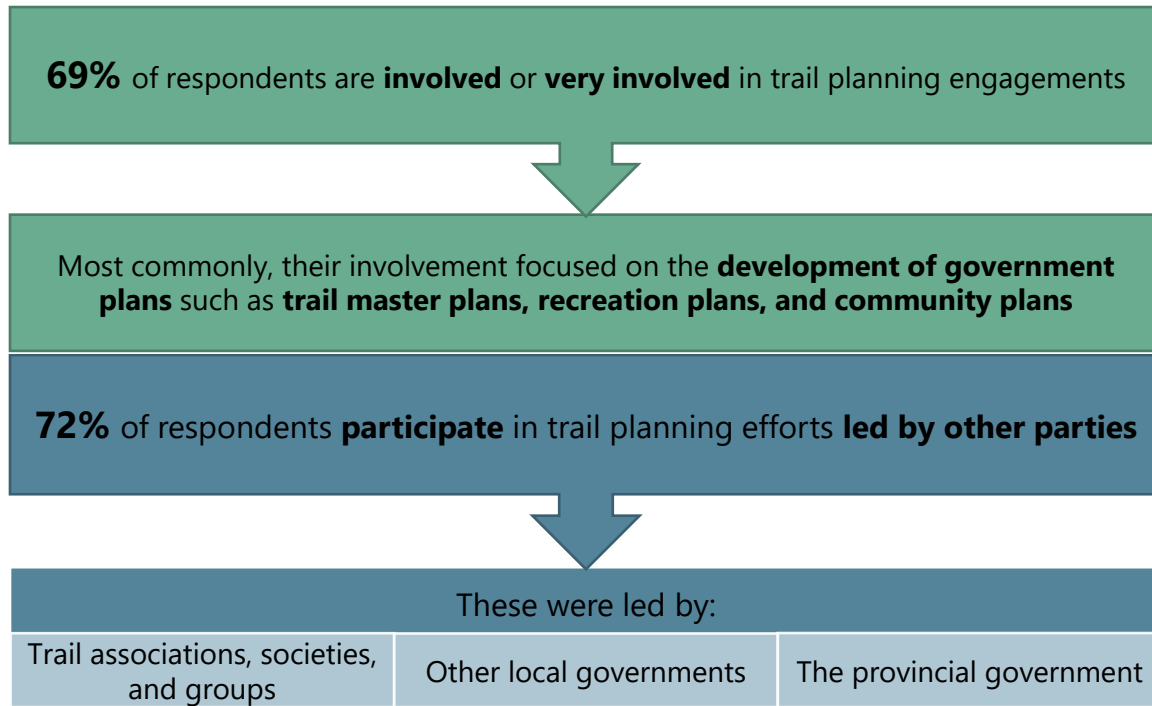 69% of respondents are involved or very involved in trail planning engagements
Most commonly, their involvement focused on the development of government
plans such as trail master plans, recreation plans, and community plans
72% of respondents participate in trail planning efforts led by other parties
These were led by:
Trail associations, societies,
and groups
Other local governments
The provincial government